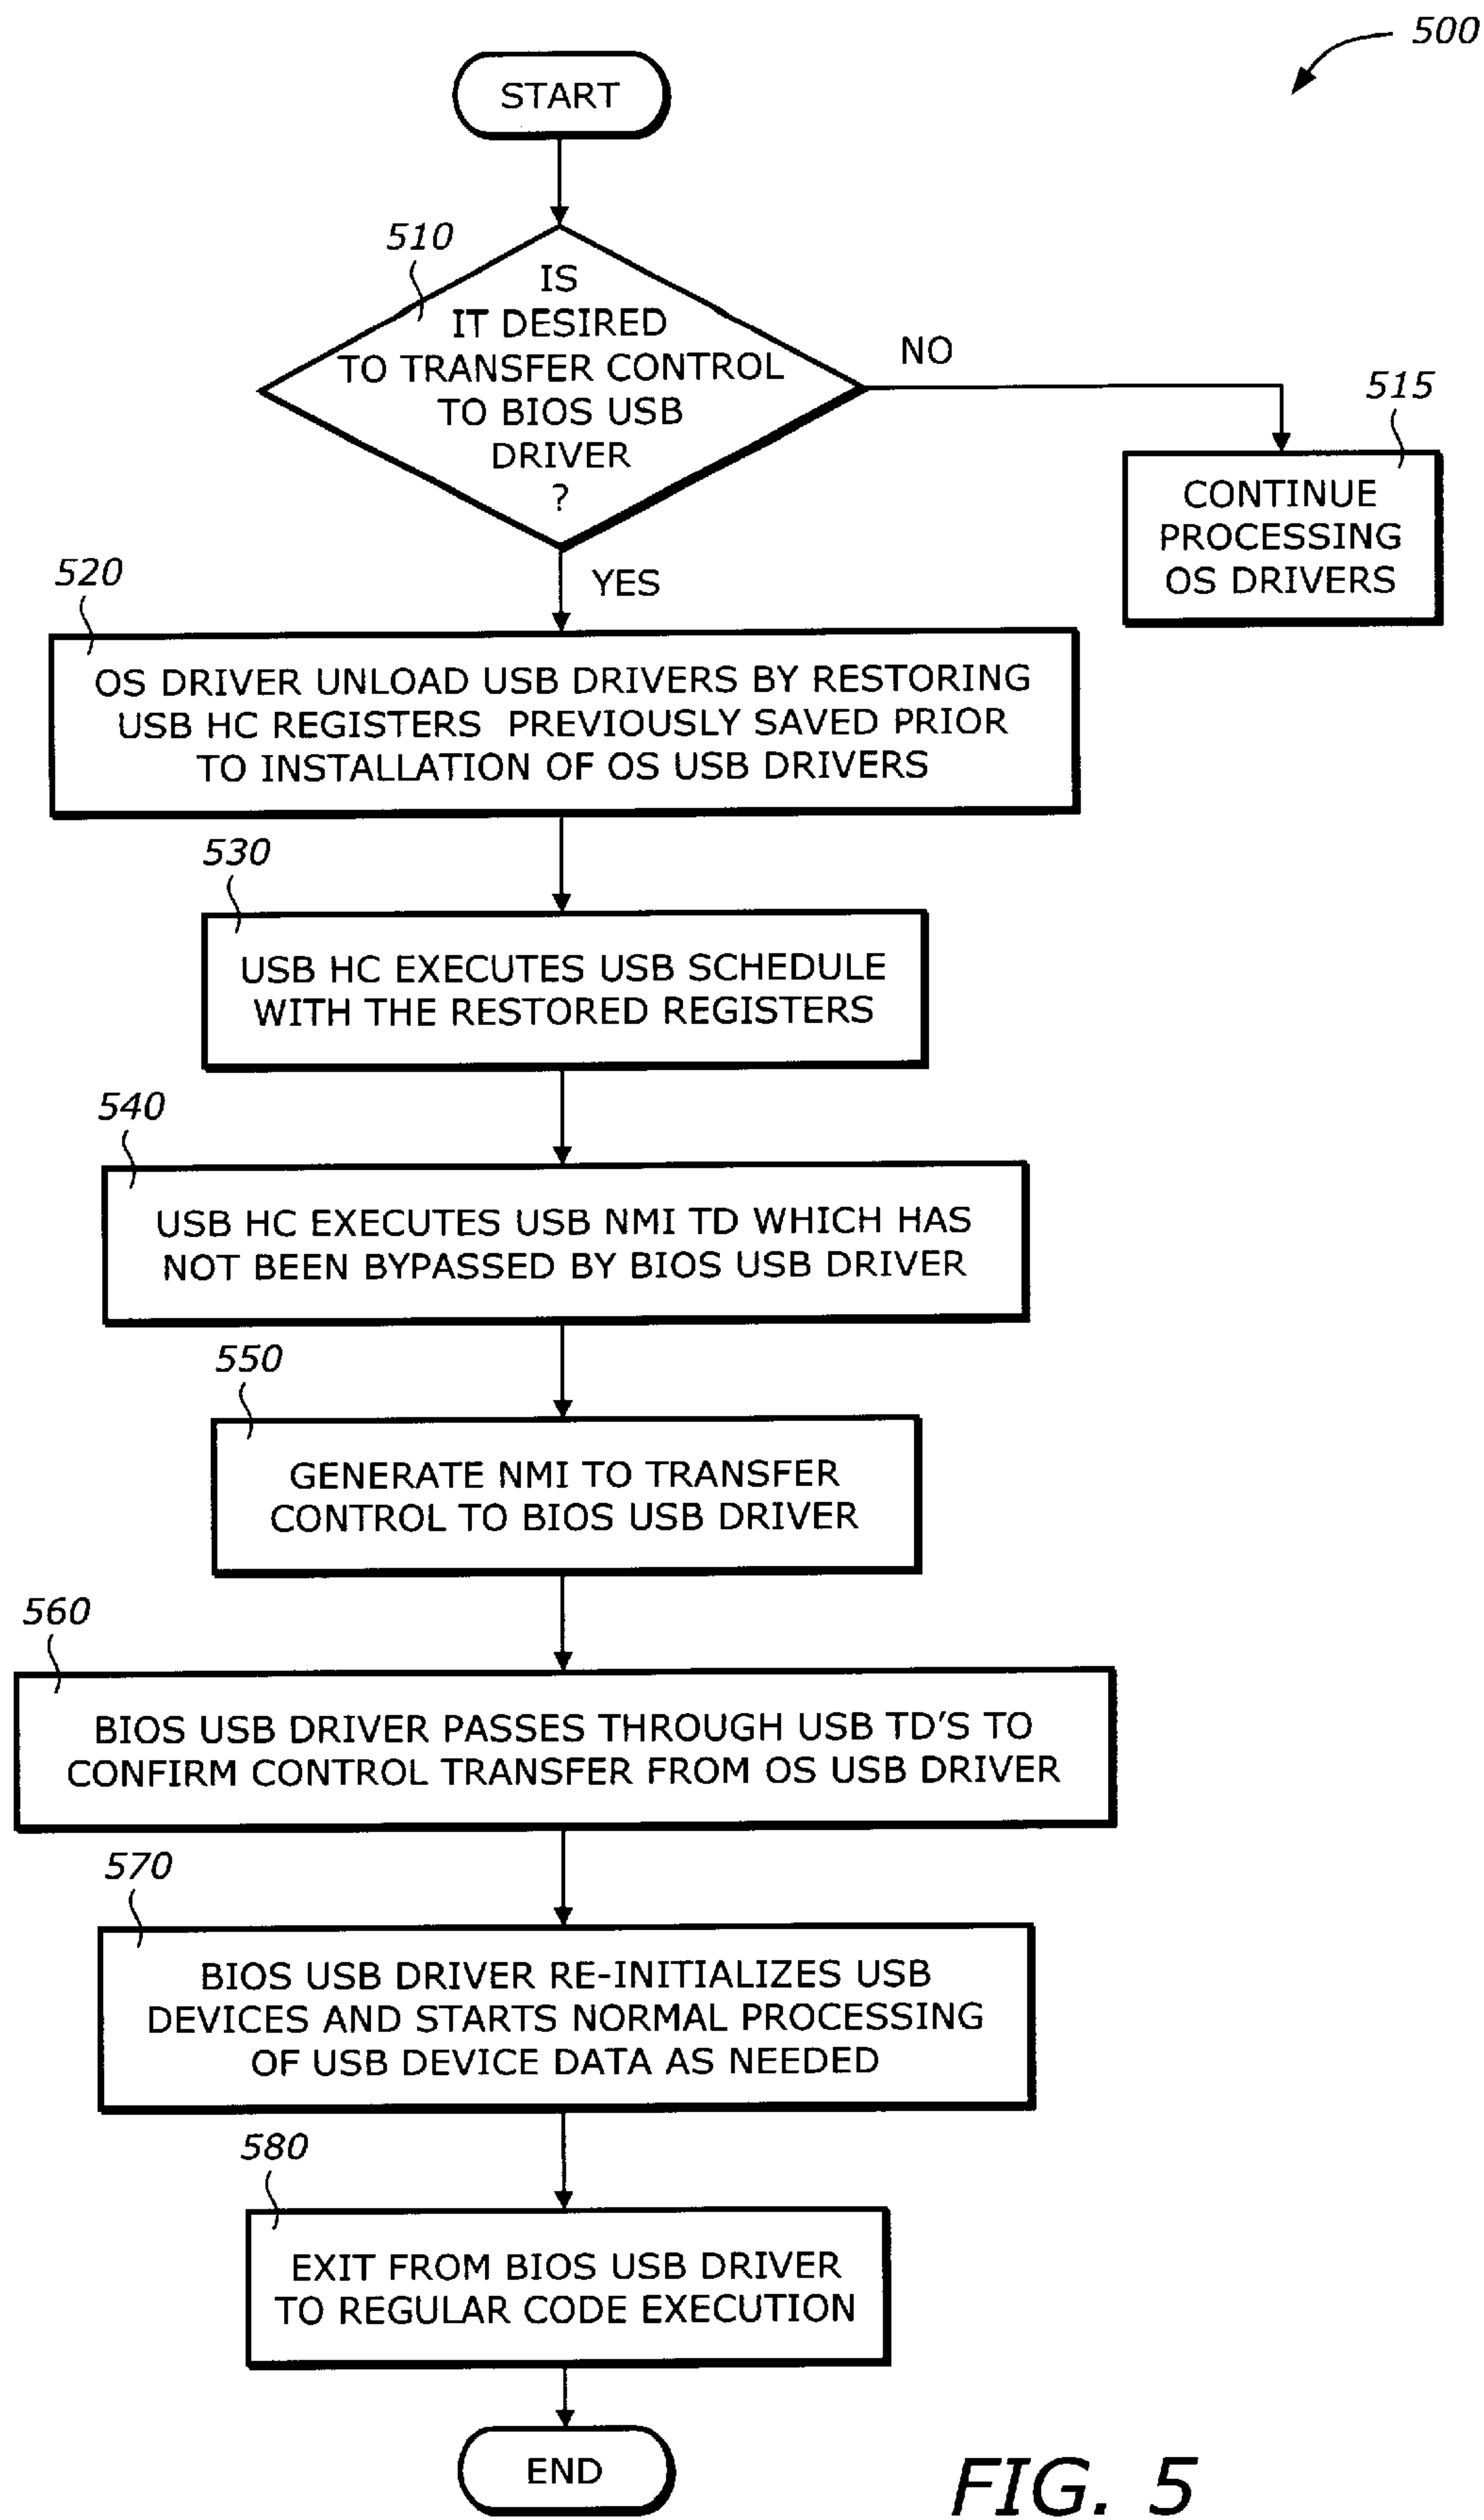 500
START
510
IS
IT DESIRED
TO TRANSFER CONTROL
TO BIOS USB
DRIVER
?
NO
515
CONTINUE
PROCESSING
OS DRIVERS
YES
520
OS DRIVER UNLOAD USB DRIVERS BY RESTORING
USB HC REGISTERS PREVIOUSLY SAVED PRIOR
TO INSTALLATION OF OS USB DRIVERS
530
USB HC EXECUTES USB SCHEDULE
WITH THE RESTORED REGISTERS
540
USB HC EXECUTES USB NMI TD WHICH HAS
NOT BEEN BYPASSED BY BIOS USB DRIVER
550
GENERATE NMI TO TRANSFER
CONTROL TO BIOS USB DRIVER
560
BIOS USB DRIVER PASSES THROUGH USB TD'S TO
CONFIRM CONTROL TRANSFER FROM OS USB DRIVER
570
BIOS USB DRIVER RE-INITIALIZES USB
DEVICES AND STARTS NORMAL PROCESSING
OF USB DEVICE DATA AS NEEDED
580
EXIT FROM BIOS USB DRIVER
TO REGULAR CODE EXECUTION
END
FIG. 5